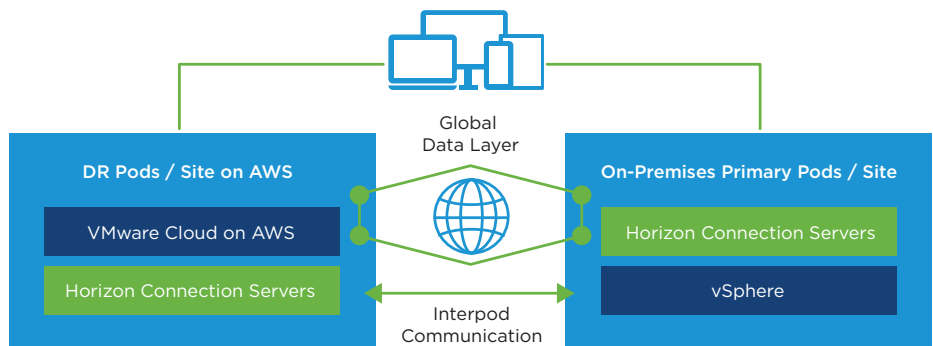 Global
Data Layer
DR Pods / Site on AWS
VMware Cloud on AWS
Horizon Connection Servers
On-Premises Primary Pods / Site
Horizon Connection Servers
vSphere
Interpod
Communication